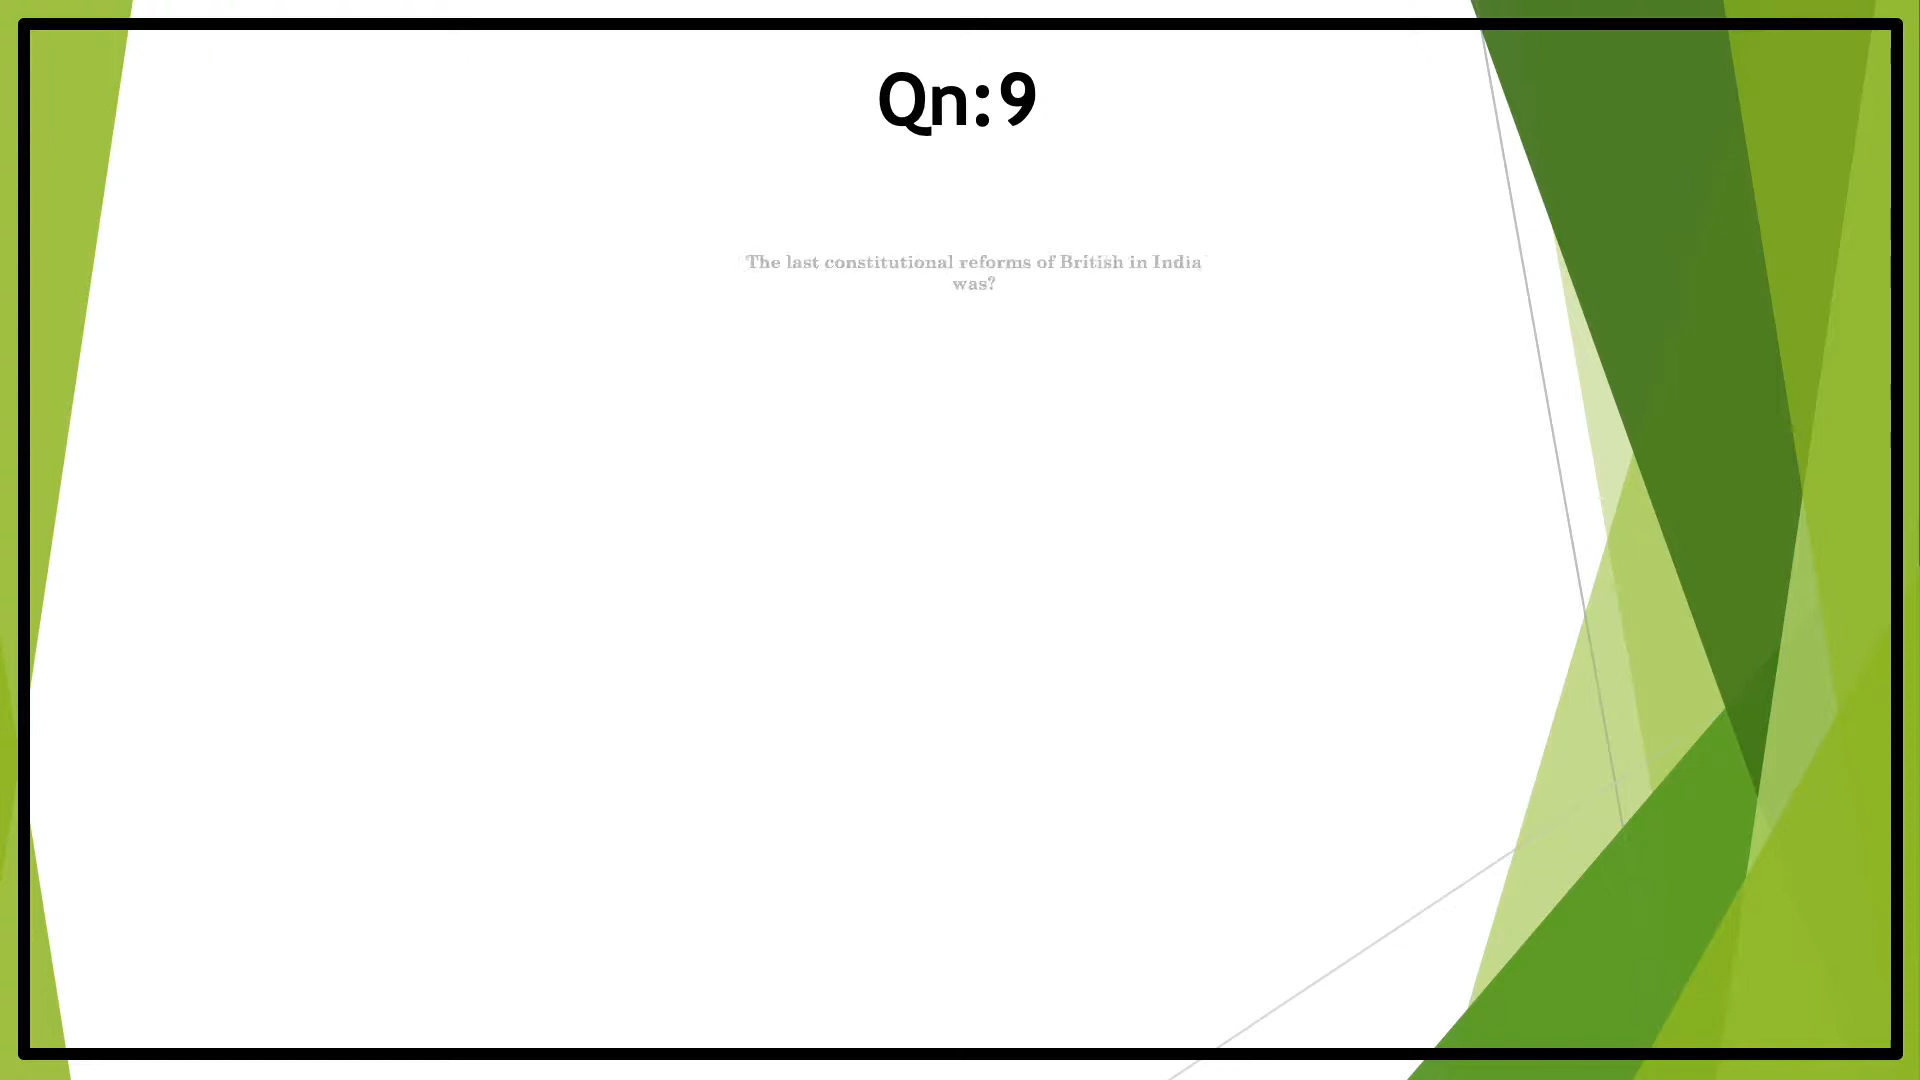 Qn:9
The last constitutional reforms of British in India
was?